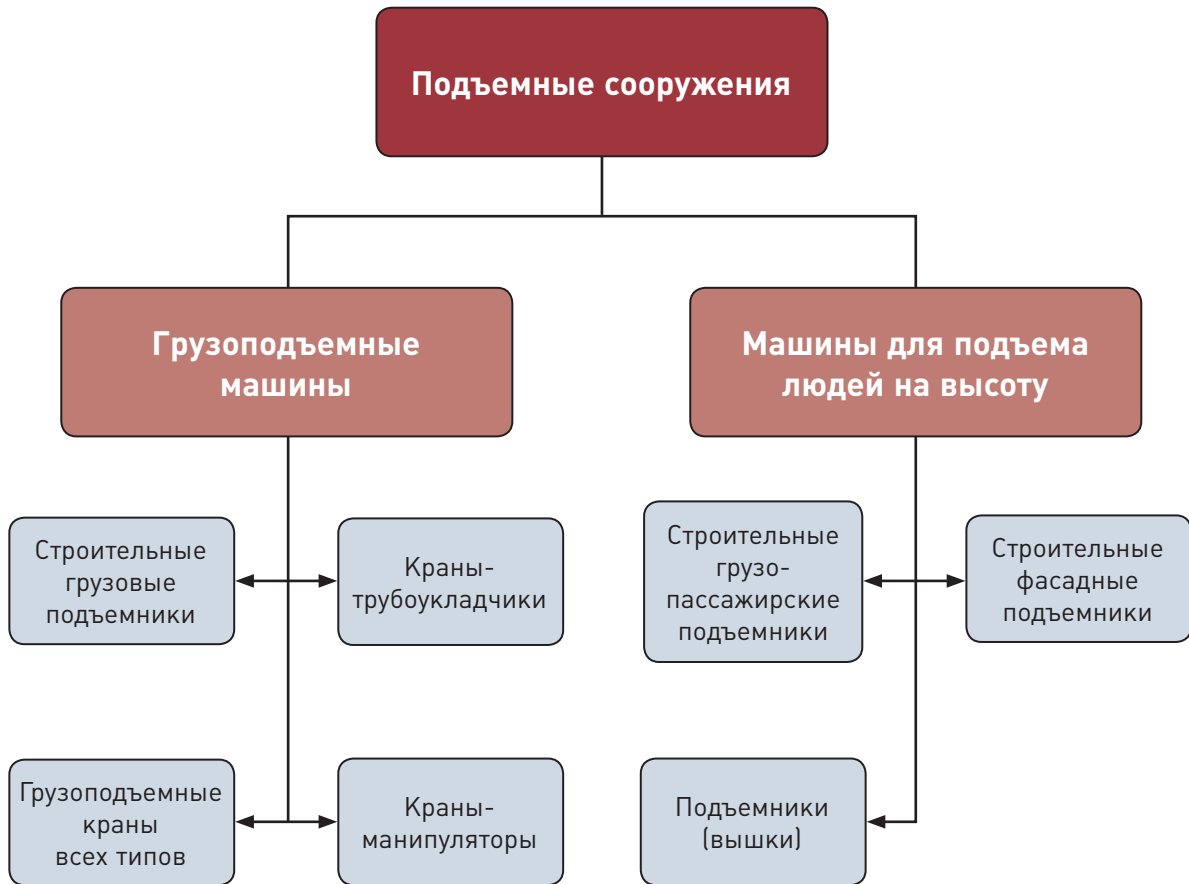 Подъемные сооружения
Грузоподъемные
машины
Машины для подъема
людей на высоту
Строительные
грузовые
подъемники
Краны-
трубоукладчики
Строительные
грузо-
пассажирские
подъемники
Строительные
фасадные
подъемники
Грузоподъемные
краны
всех типов
Краны-
манипуляторы
Подъемники
(вышки)